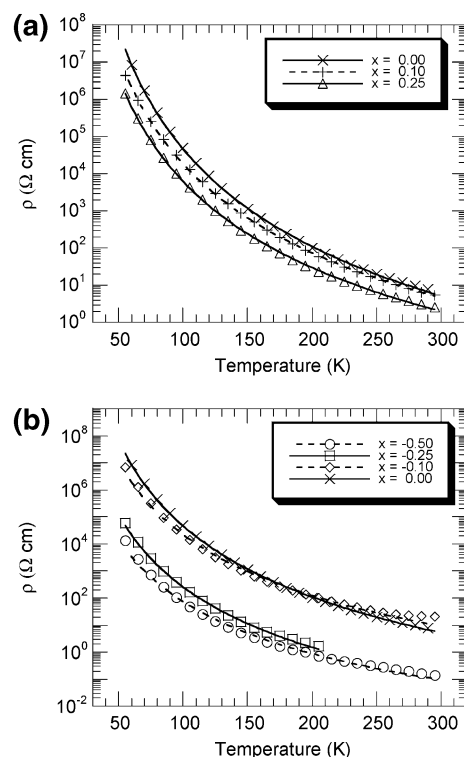 (a)
10^8
10^7
10^6
10^5
10^4
10^3
10^2
10^1
10^0
ρ (Ω cm)
x = 0.00
x = 0.10
x = 0.25
50 100 150 200 250 300
Temperature (K)
(b)
10^8
10^6
10^4
10^2
10^0
10^-2
ρ (Ω cm)
x = -0.50
x = -0.25
x = -0.10
x = 0.00
50 100 150 200 250 300
Temperature (K)